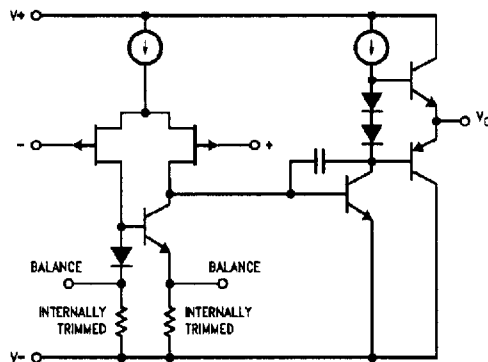 V+
-
+
VO
BALANCE
BALANCE
INTERNALLY
TRIMMED
INTERNALLY
TRIMMED
V-